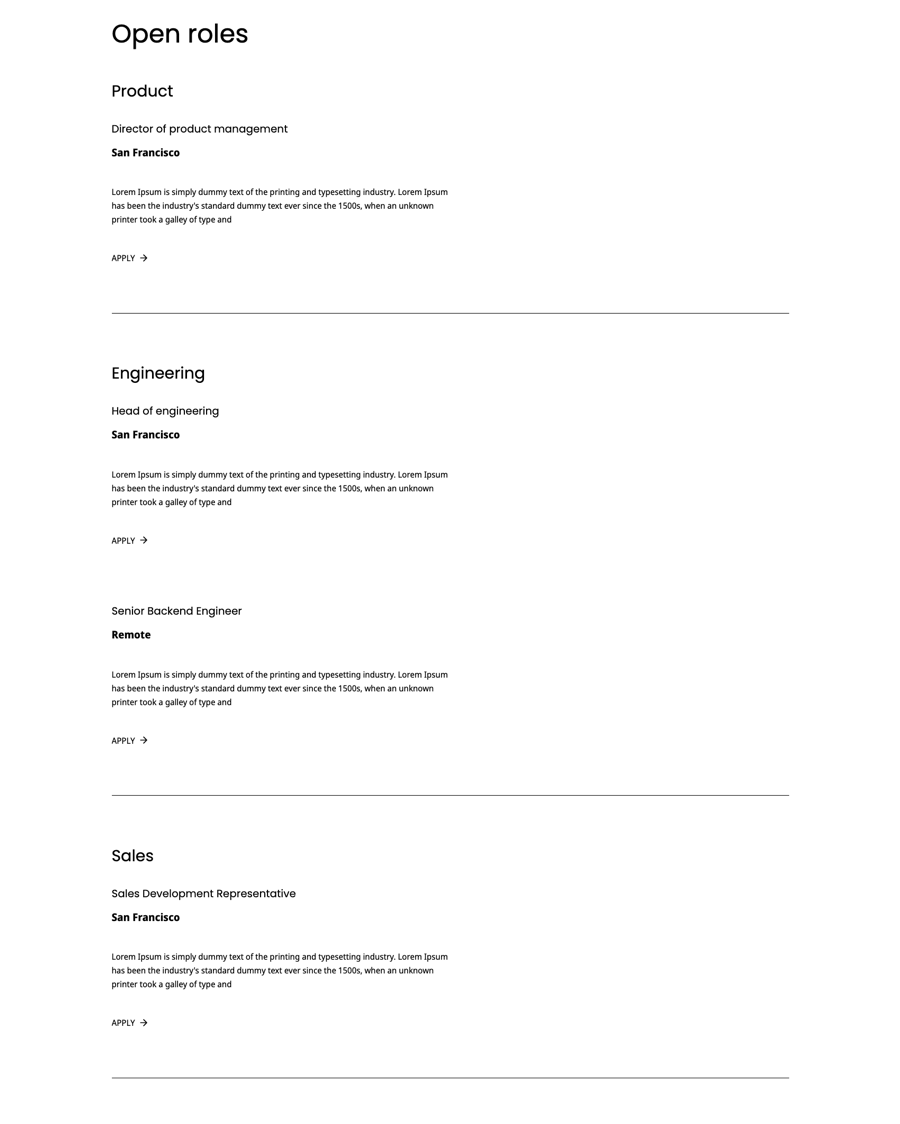 Open roles
Product
Director of product management
San Francisco
Lorem Ipsum is simply dummy text of the printing and typesetting industry. Lorem Ipsum
has been the industry's standard dummy text ever since the 1500s, when an unknown
printer took a galley of type and
APPLY →
Engineering
Head of engineering
San Francisco
Lorem Ipsum is simply dummy text of the printing and typesetting industry. Lorem Ipsum
has been the industry's standard dummy text ever since the 1500s, when an unknown
printer took a galley of type and
APPLY →
Senior Backend Engineer
Remote
Lorem Ipsum is simply dummy text of the printing and typesetting industry. Lorem Ipsum
has been the industry's standard dummy text ever since the 1500s, when an unknown
printer took a galley of type and
APPLY →
Sales
Sales Development Representative
San Francisco
Lorem Ipsum is simply dummy text of the printing and typesetting industry. Lorem Ipsum
has been the industry's standard dummy text ever since the 1500s, when an unknown
printer took a galley of type and
APPLY →